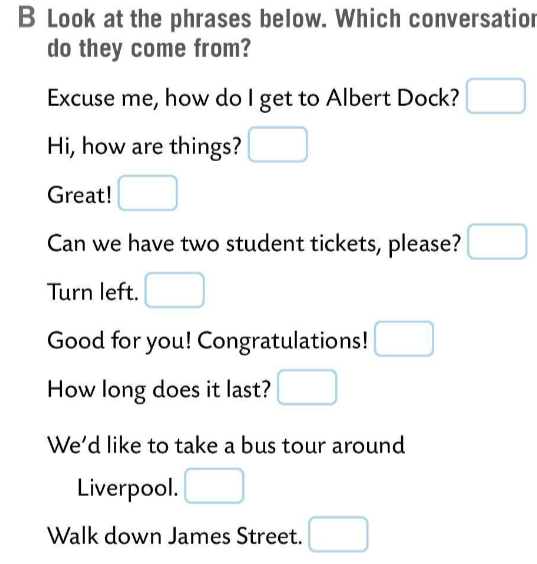 B Look at the phrases below. Which conversation
do they come from?
Excuse me, how do I get to Albert Dock?
Hi, how are things?
Great!
Can we have two student tickets, please?
Turn left.
Good for you! Congratulations!
How long does it last?
We'd like to take a bus tour around
Liverpool.
Walk down James Street.